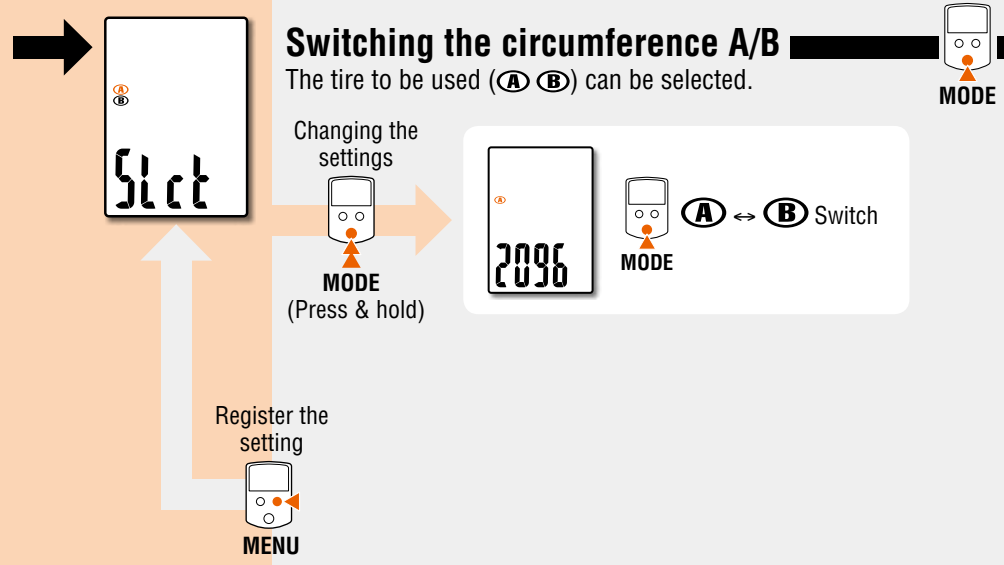 Switching the circumference A/B
The tire to be used (Ⓐ Ⓑ) can be selected.
MODE
Ⓐ
Ⓑ
Slct
Changing the
settings
MODE
(Press & hold)
Ⓐ
2096
MODE
Ⓐ ↔ Ⓑ Switch
Register the
setting
MENU